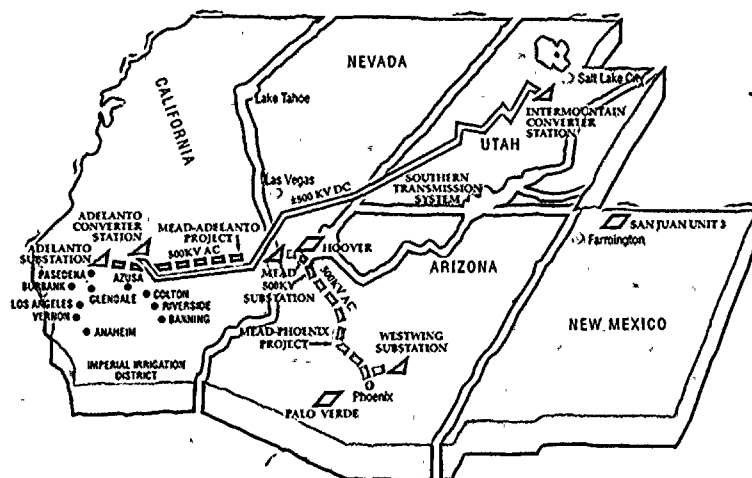 NEVADA
Salt Lake City
CALIFORNIA
Lake Tahoe
INTERMOUNTAIN
CONVERTER
STATION
UTAH
Las Vegas
±500 KV DC
SOUTHERN
TRANSMISSION
SYSTEM
ADELANTO
CONVERTER
STATION
MEAD-ADELANTO
PROJECT
SAN JUAN UNIT 3
ADELANTO
SUBSTATION
500KV AC
HOOVER
Farmington
PASEDENA
AZUSA
MEAD
500KV
SUBSTATION
ARIZONA
BURBANK
GLENDALE
COLTON
500KV AC
LOS ANGELES
RIVERSIDE
VERNON
BANNING
NEW MEXICO
ANAHEIM
MEAD-PHOENIX
PROJECT
WESTWING
SUBSTATION
IMPERIAL IRRIGATION
DISTRICT
Phoenix
PALO VERDE